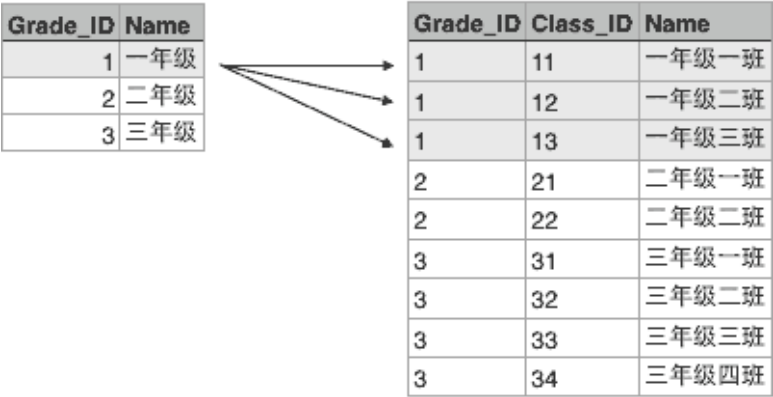 Grade_ID Name
1 一年级
2 二年级
3 三年级
Grade_ID Class_ID Name
1 11 一年级一班
1 12 一年级二班
1 13 一年级三班
2 21 二年级一班
2 22 二年级二班
3 31 三年级一班
3 32 三年级二班
3 33 三年级三班
3 34 三年级四班